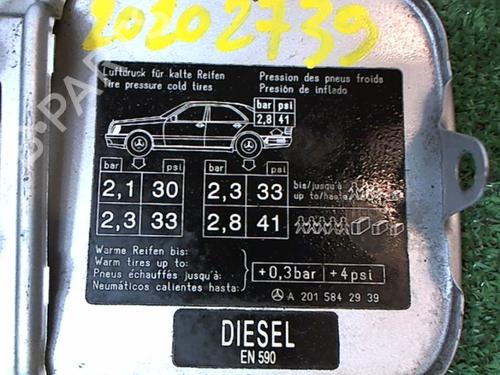 20202739
Luftdruck für kalte Reifen
Tire pressure cold tires
Pression des pneus froids
Presión de inflado
bar psi
2,8 41
bar psi bar psi
2,1 30 2,3 33
bis/jusqu'à
up to/hasta
2,3 33 2,8 41
Warme Reifen bis:
Warm tires up to:
Pneus échauffés jusqu'à:
Neumáticos calientes hasta:
+0,3bar +4psi
A 201 584 29 39
DIESEL
EN 590